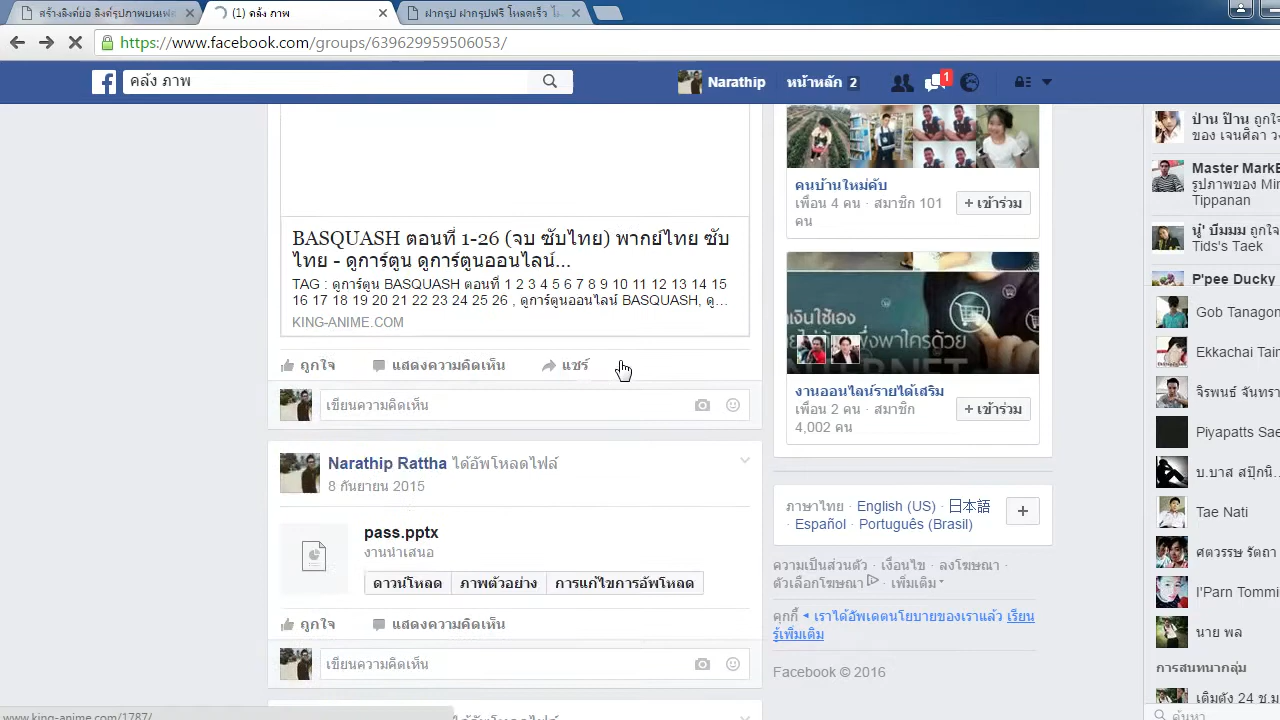 สร้างลิงค์ย่อ ลิงค์รูปภาพบนเฟส
(1) คล้ง ภาพ
ฝากรูป ฝากรูปฟรี โหลดเร็ว
https://www.facebook.com/groups/639629959506053/
คล้ง ภาพ
Narathip
หน้าหลัก 2
1
BASQUASH ตอนที่ 1-26 (จบ ซับไทย) พากย์ไทย ซับ
ไทย - ดูการ์ตูน ดูการ์ตูนออนไลน์...
TAG : ดูการ์ตูน BASQUASH ตอนที่ 1 2 3 4 5 6 7 8 9 10 11 12 13 14 15
16 17 18 19 20 21 22 23 24 25 26 , ดูการ์ตูนออนไลน์ BASQUASH, ดู...
KING-ANIME.COM
ถูกใจ แสดงความคิดเห็น แชร์
เขียนความคิดเห็น
Narathip Rattha ได้อัพโหลดไฟล์
8 กันยายน 2015
pass.pptx
งานนำเสนอ
ดาวน์โหลด ภาพตัวอย่าง การแก้ไขการอัพโหลด
ถูกใจ แสดงความคิดเห็น
เขียนความคิดเห็น
ได้อัพโหลดไฟล์
www.king-anime.com/1787/
คนบ้านใหม่คับ
เพื่อน 4 คน · สมาชิก 101
คน
+ เข้าร่วม
งานออนไลน์รายได้เสริม
เพื่อน 2 คน · สมาชิก
4,002 คน
+ เข้าร่วม
ภาษาไทย · English (US) · 日本語
· Español · Português (Brasil)
ความเป็นส่วนตัว · เงื่อนไข · ลงโฆษณา ·
ตัวเลือกโฆษณา · เพิ่มเติม
คุกกี้ เราได้อัพเดตนโยบายของเราแล้ว เรียน
รู้เพิ่มเติม
Facebook © 2016
ป่าน ป๊าน ถูกใจ
ของ เจนศิลา
Master Mark
รูปภาพของ
Tippanan
นู๋' บีมมม ถูกใจ
Tids's Taek
P'pee Ducky
Gob Tanagon
Ekkachai Tain
จิรพนธ์ จันทรา
Piyapatts Sae
บ.บาส สปุ๊กนิ..
Tae Nati
ศตวรรษ รัตถา
I'Parn Tommi
นาย พล
การสนทนากลุ่ม
เติมดัง 24 ช.ม
ค้นหา